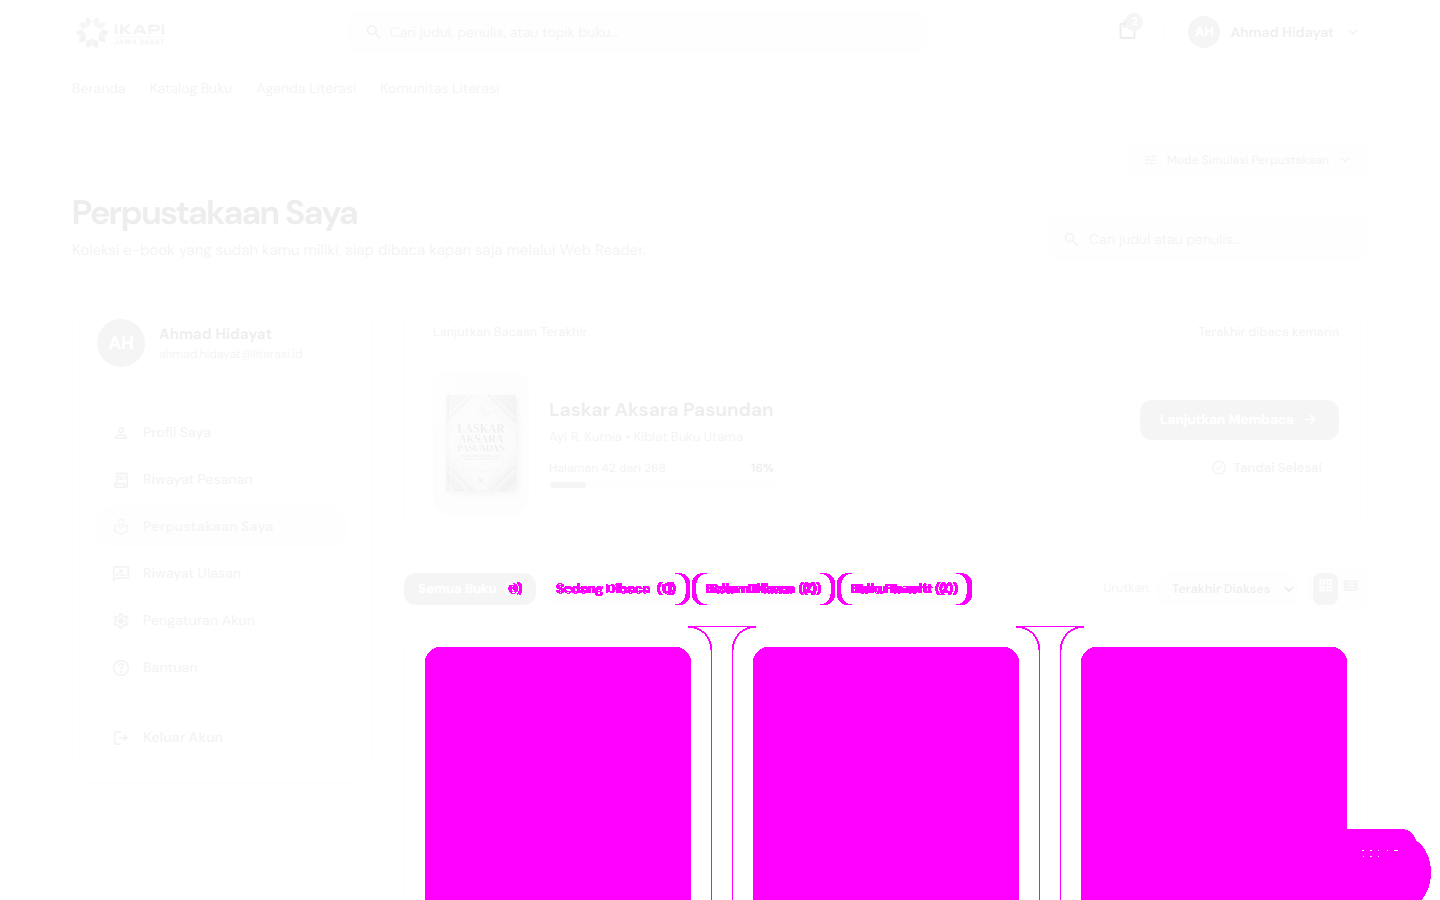 IKAPI
JAWA BARAT
Cari judul, penulis, atau topik buku...
2
AH
Ahmad Hidayat
Beranda
Katalog Buku
Agenda Literasi
Komunitas Literasi
Mode Simulasi Perpustakaan
Perpustakaan Saya
Koleksi e-book yang sudah kamu miliki, siap dibaca kapan saja melalui Web Reader.
Cari judul atau penulis...
AH
Ahmad Hidayat
ahmad.hidayat@literasi.id
Profil Saya
Riwayat Pesanan
Perpustakaan Saya
Riwayat Ulasan
Pengaturan Akun
Bantuan
Keluar Akun
Lanjutkan Bacaan Terakhir
Terakhir dibaca kemarin
LASKAR
AKSARA
PASUNDAN
Laskar Aksara Pasundan
Ayi R. Kurnia • Kiblat Buku Utama
Halaman 42 dari 268
16%
Lanjutkan Membaca
Tandai Selesai
Semua Buku
Sedang Dibaca
Urutkan:
Terakhir Diakses